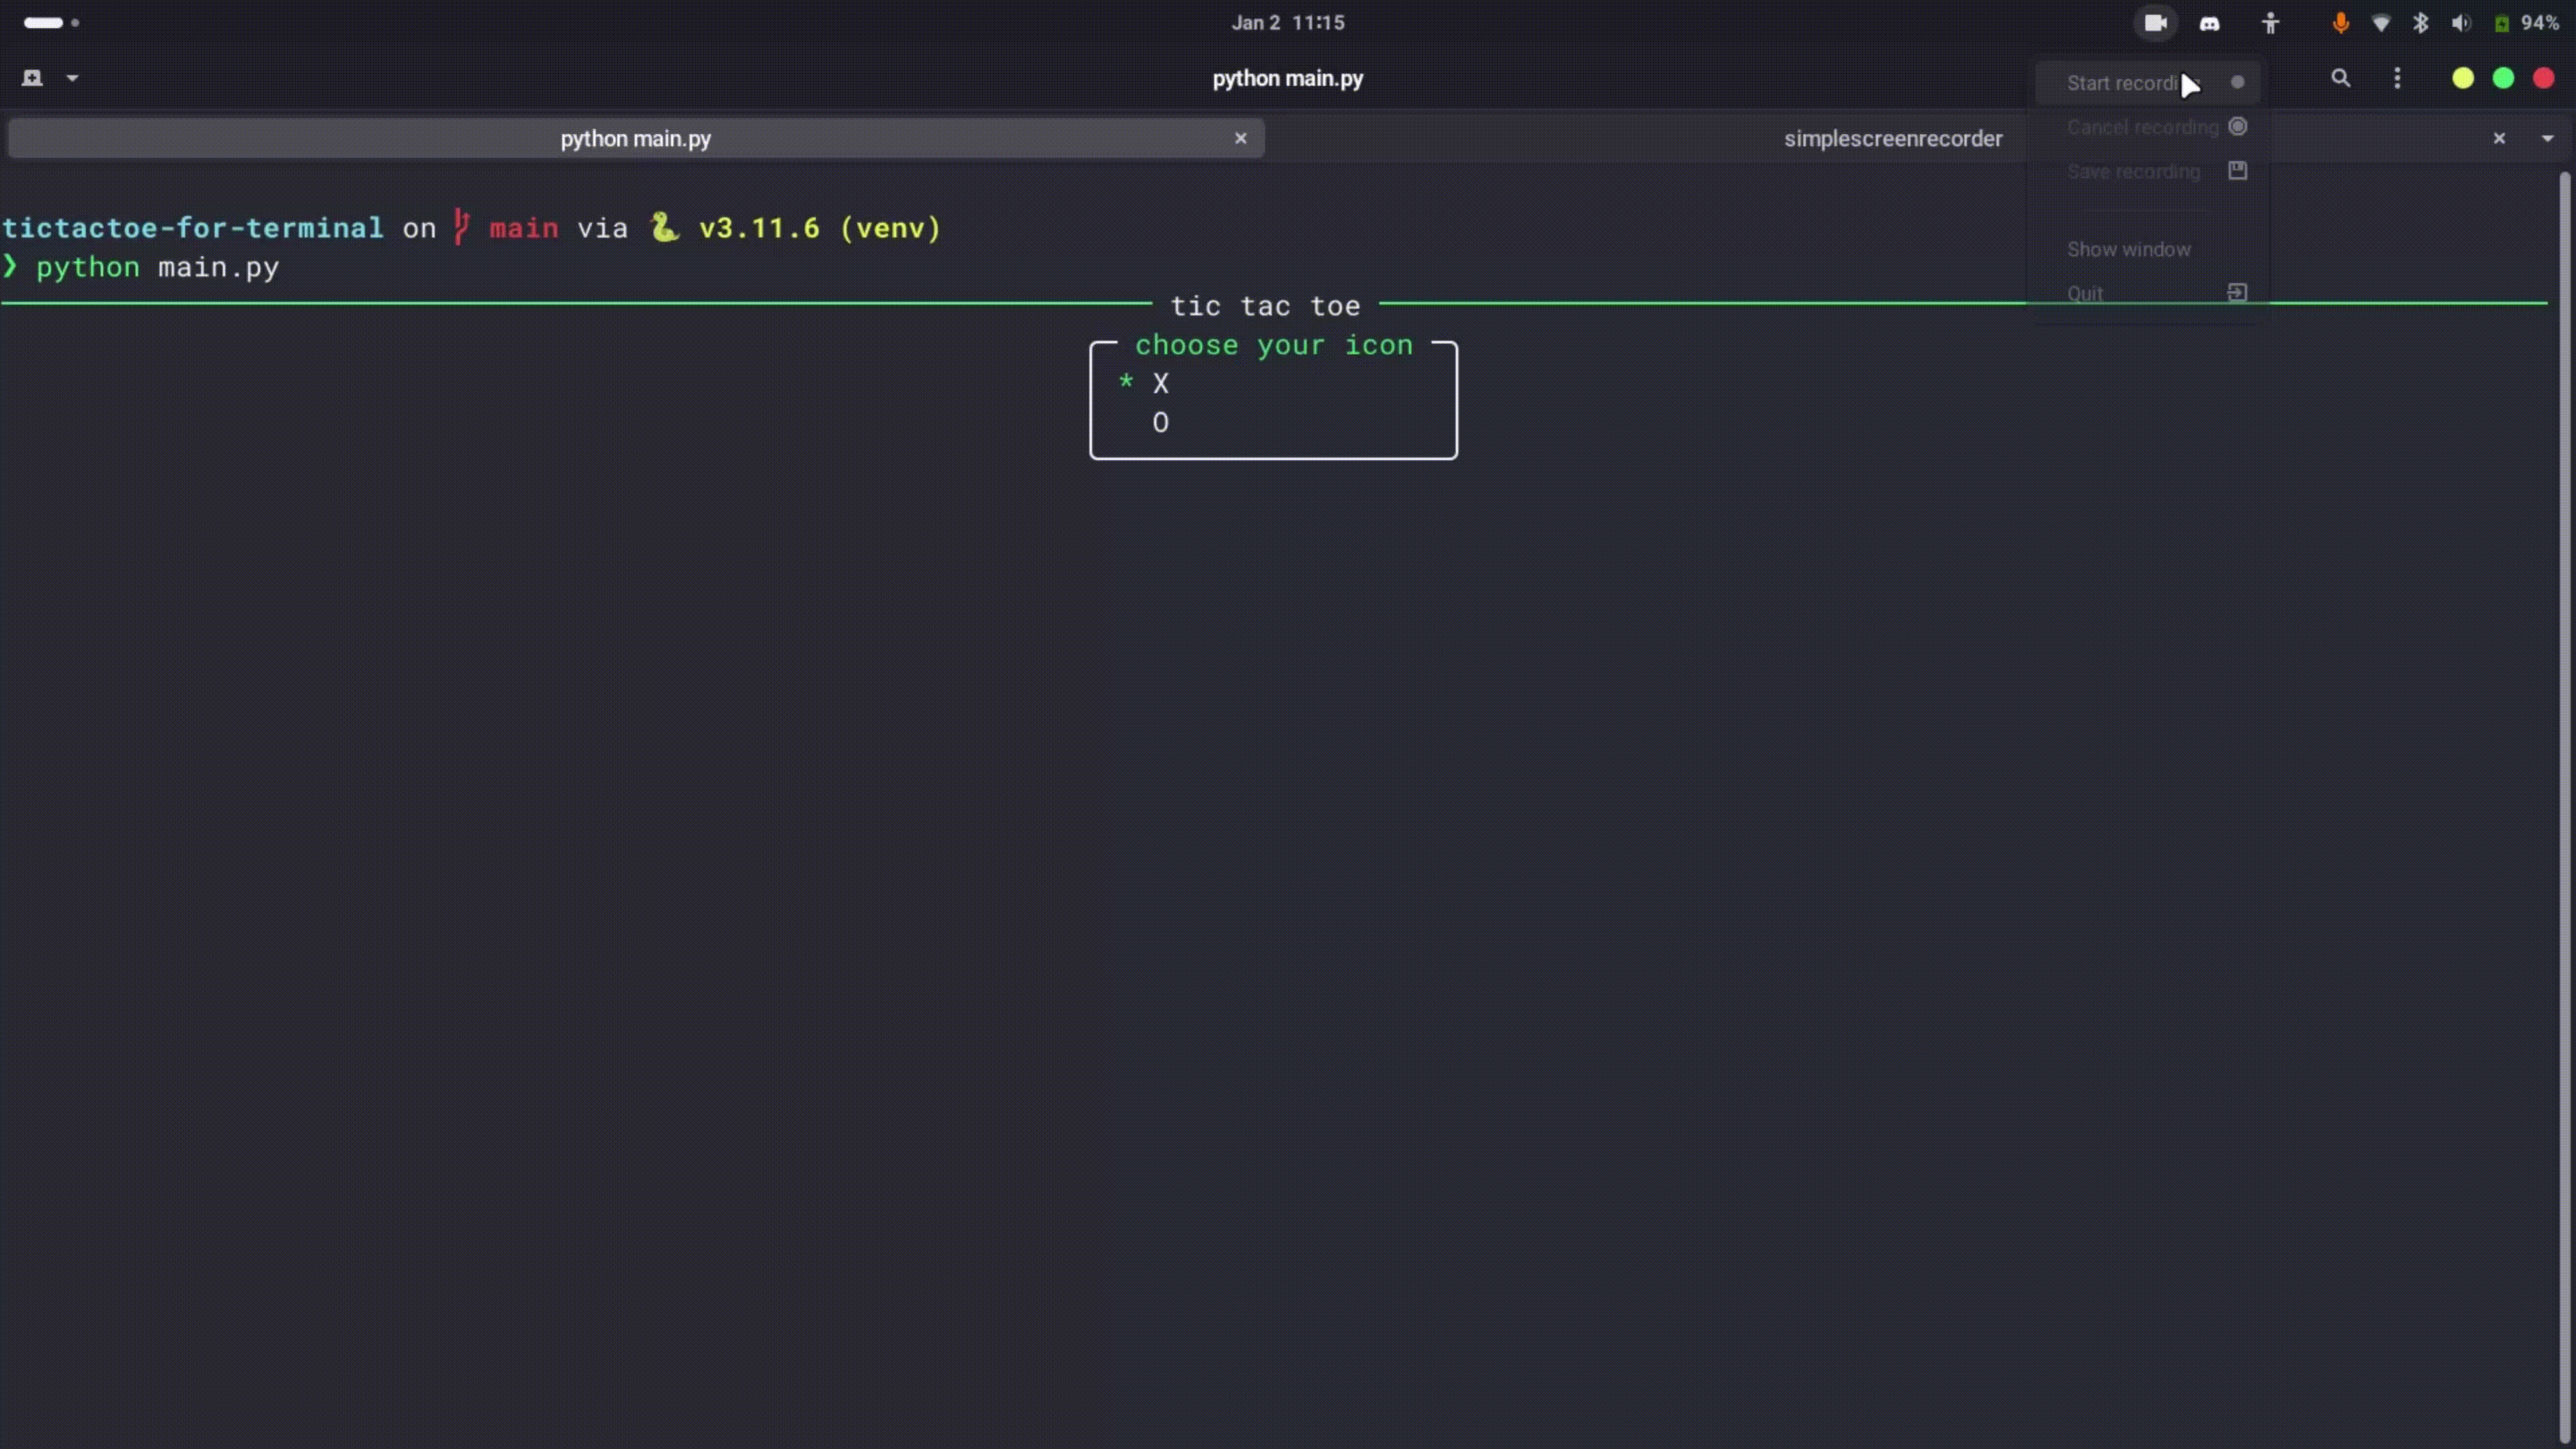 Jan 2 11:15
94%
python main.py
python main.py
simplescreenrecorder
Start recording
Cancel recording
Save recording
Show window
Quit
tictactoe-for-terminal on main via v3.11.6 (venv)
❯ python main.py
tic tac toe
choose your icon
* X
O